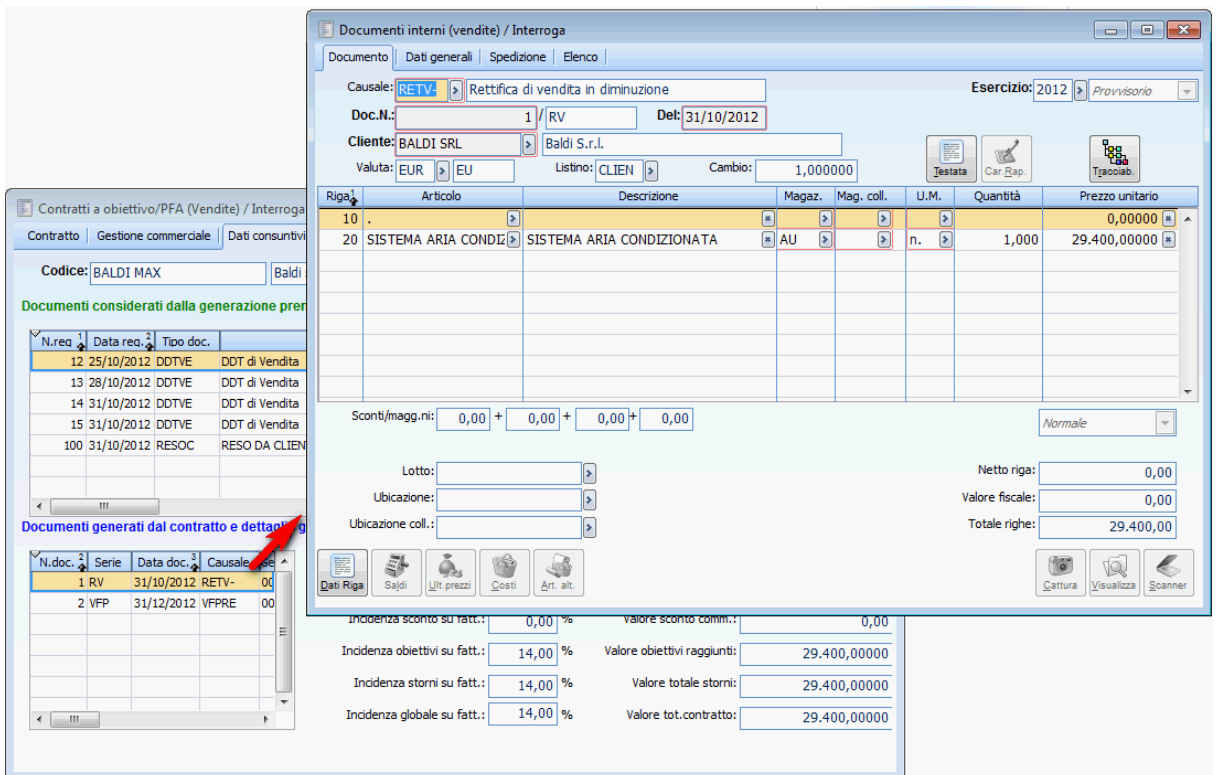 Documenti interni (vendite) / Interroga
Documento Dati generali Spedizione Elenco
Causale: RETV- Rettifica di vendita in diminuzione Esercizio: 2012 Provvisorio
Doc.N.: 1 / RV Del: 31/10/2012
Cliente: BALDI SRL Baldi S.r.l.
Valuta: EUR EU Listino: CLIEN Cambio: 1,000000
Testata Car.Rap. Tracciab.
Riga 1 Articolo Descrizione Magaz. Mag. coll. U.M. Quantità Prezzo unitario
10 . 0,00000
20 SISTEMA ARIA CONDIZ SISTEMA ARIA CONDIZIONATA AU n. 1,000 29.400,00000
Sconti/magg.ni: 0,00 + 0,00 + 0,00 + 0,00 Normale
Lotto: Netto riga: 0,00
Ubicazione: Valore fiscale: 0,00
Ubicazione coll.: Totale righe: 29.400,00
Dati Riga Saldi Ult.prezzi Costi Art. alt. Cattura Visualizza Scanner
Contratti a obiettivo/PFA (Vendite) / Interroga
Contratto Gestione commerciale Dati consuntivi
Codice: BALDI MAX Baldi
Documenti considerati dalla generazione
N.reg 1 Data reg. 2 Tipo doc.
12 25/10/2012 DDTVE DDT di Vendita
13 28/10/2012 DDTVE DDT di Vendita
14 31/10/2012 DDTVE DDT di Vendita
15 31/10/2012 DDTVE DDT di Vendita
100 31/10/2012 RESOC RESO DA CLIEN
Documenti generati dal contratto e
N.doc. 2 Serie Data doc. 3 Causale
1 RV 31/10/2012 RETV- 00
2 VFP 31/12/2012 VFPRE 00
Incidenza sconto su fatt.: 0,00 % Valore sconto comm.: 0,00
Incidenza obiettivi su fatt.: 14,00 % Valore obiettivi raggiunti: 29.400,00000
Incidenza storni su fatt.: 14,00 % Valore totale storni: 29.400,00000
Incidenza globale su fatt.: 14,00 % Valore tot.contratto: 29.400,00000